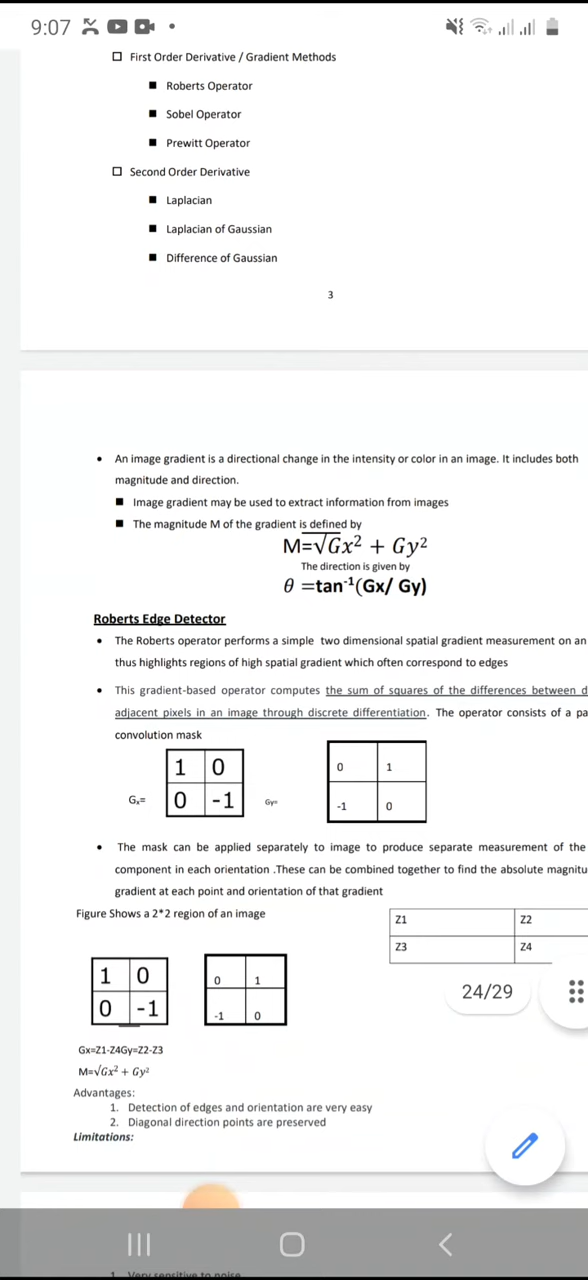 9:07
First Order Derivative / Gradient Methods
Roberts Operator
Sobel Operator
Prewitt Operator
Second Order Derivative
Laplacian
Laplacian of Gaussian
Difference of Gaussian
3
• An image gradient is a directional change in the intensity or color in an image. It includes both
magnitude and direction.
Image gradient may be used to extract information from images
The magnitude M of the gradient is defined by
M=√Gx² + Gy²
The direction is given by
θ =tan⁻¹(Gx/ Gy)
Roberts Edge Detector
• The Roberts operator performs a simple two dimensional spatial gradient measurement on an
thus highlights regions of high spatial gradient which often correspond to edges
• This gradient-based operator computes the sum of squares of the differences between d
adjacent pixels in an image through discrete differentiation. The operator consists of a pa
convolution mask
1 0 0 1
Gx= 0 -1 Gy= -1 0
• The mask can be applied separately to image to produce separate measurement of the
component in each orientation .These can be combined together to find the absolute magnitu
gradient at each point and orientation of that gradient
Figure Shows a 2*2 region of an image
Z1 Z2
Z3 Z4
1 0 0 1
0 -1 -1 0
24/29
Gx=Z1-Z4Gy=Z2-Z3
M=√Gx² + Gy²
Advantages:
1. Detection of edges and orientation are very easy
2. Diagonal direction points are preserved
Limitations:
1. Very sensitive to noise